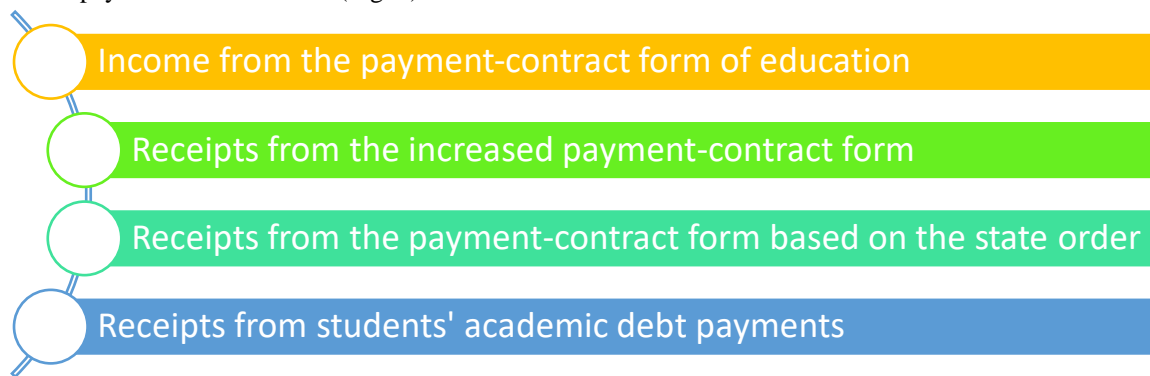 Income from the payment-contract form of education
Receipts from the increased payment-contract form
Receipts from the payment-contract form based on the state order
Receipts from students' academic debt payments